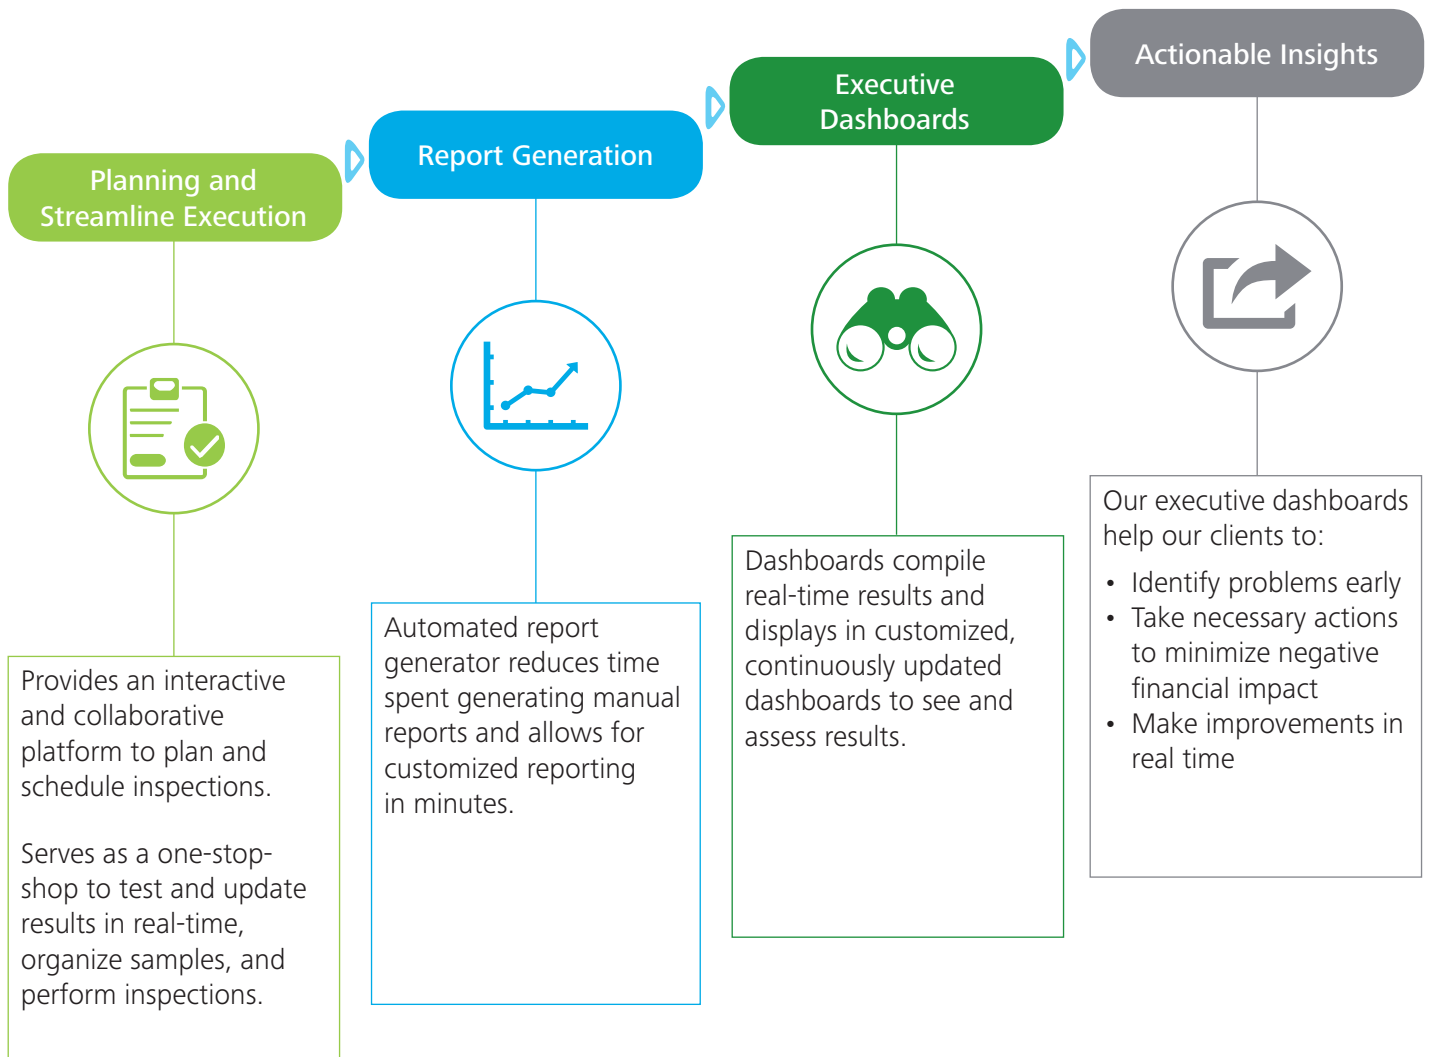 Planning and
Streamline Execution
Provides an interactive
and collaborative
platform to plan and
schedule inspections.
Serves as a one-stop-
shop to test and update
results in real-time,
organize samples, and
perform inspections.
Report Generation
Automated report
generator reduces time
spent generating manual
reports and allows for
customized reporting
in minutes.
Executive
Dashboards
Dashboards compile
real-time results and
displays in customized,
continuously updated
dashboards to see and
assess results.
Actionable Insights
Our executive dashboards
help our clients to:
• Identify problems early
• Take necessary actions
to minimize negative
financial impact
• Make improvements in
real time